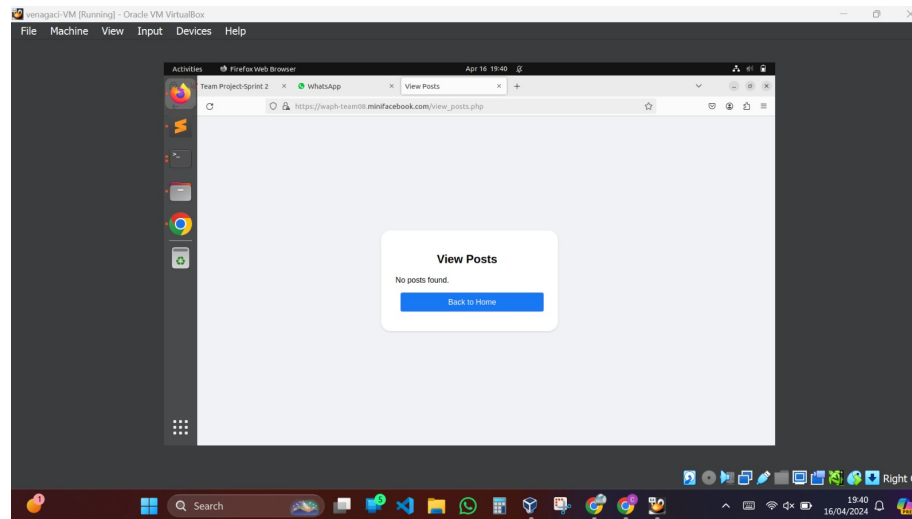 venagaci-VM [Running] - Oracle VM VirtualBox
File Machine View Input Devices Help
Activities Firefox Web Browser Apr 16 19:40
Team Project-Sprint 2 × WhatsApp × View Posts × +
https://waph-team08.minifacebook.com/view_posts.php
View Posts
No posts found.
Back to Home
Right
Search
19:40
16/04/2024